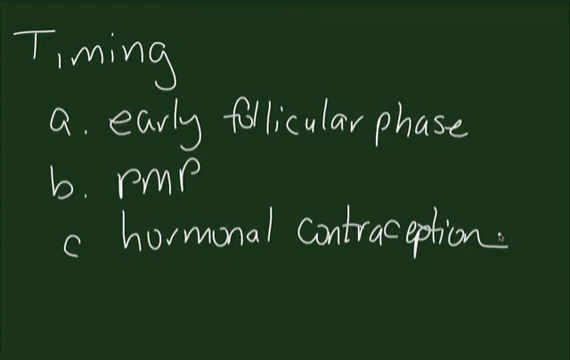 Timing
a. early follicular phase
b. PMP
c hormonal contraception.